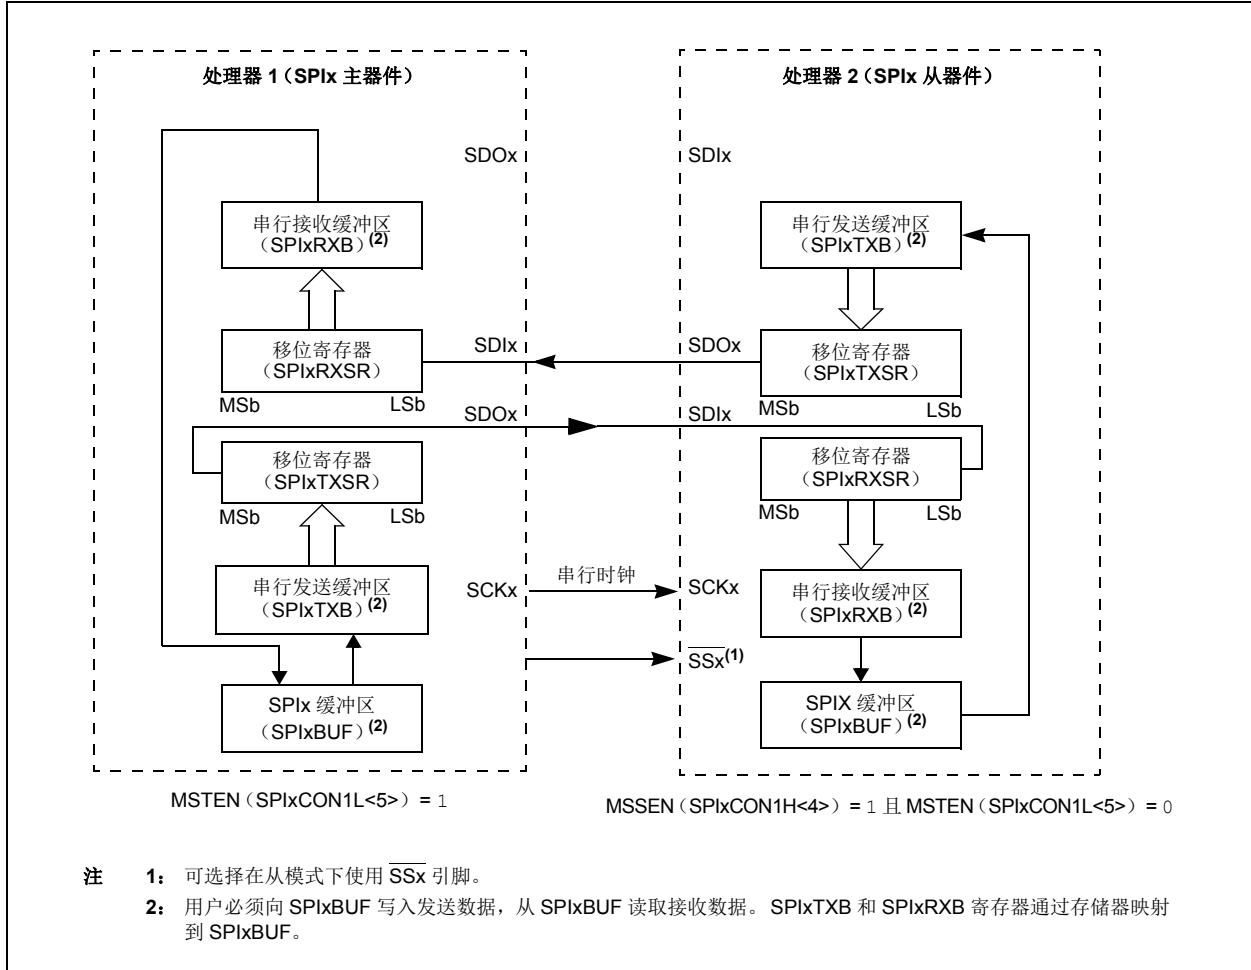 处理器 1（SPIx 主器件）
处理器 2（SPIx 从器件）
SDOx
SDIx
串行接收缓冲区
（SPIxRXB）(2)
串行发送缓冲区
（SPIxTXB）(2)
移位寄存器
（SPIxRXSR）
SDIx
SDOx
移位寄存器
（SPIxTXSR）
MSb
LSb
MSb
LSb
SDOx
SDIx
移位寄存器
（SPIxTXSR）
移位寄存器
（SPIxRXSR）
MSb
LSb
MSb
LSb
串行发送缓冲区
（SPIxTXB）(2)
SCKx
串行时钟
SCKx
串行接收缓冲区
（SPIxRXB）(2)
SSx(1)
SPIx 缓冲区
（SPIxBUF）(2)
SPIX 缓冲区
（SPIxBUF）(2)
MSTEN（SPIxCON1L<5>）= 1
MSSEN（SPIxCON1H<4>）= 1 且 MSTEN（SPIxCON1L<5>）= 0
注 1： 可选择在从模式下使用 SSx 引脚。
2： 用户必须向 SPIxBUF 写入发送数据，从 SPIxBUF 读取接收数据。SPIxTXB 和 SPIxRXB 寄存器通过存储器映射
到 SPIxBUF。